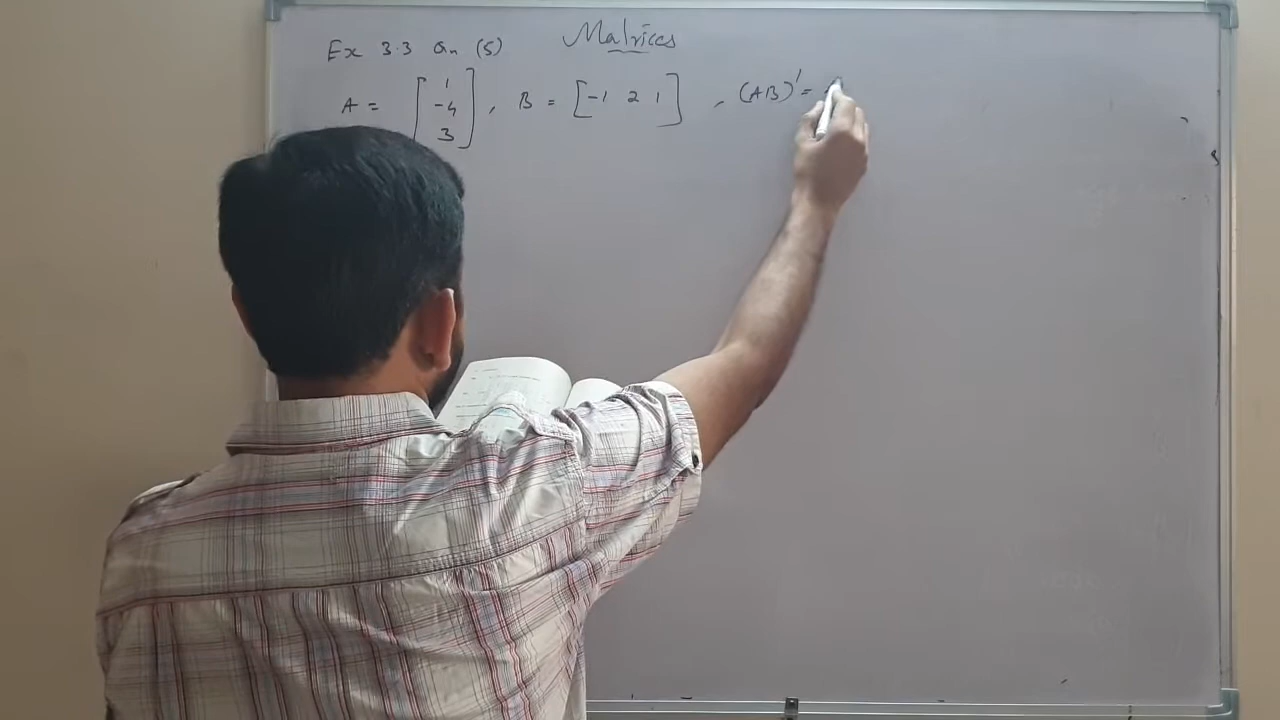 Matrices
Ex 3.3 Qn (5)
A = [1 -4 3], B = [-1 2 1], (AB)' =